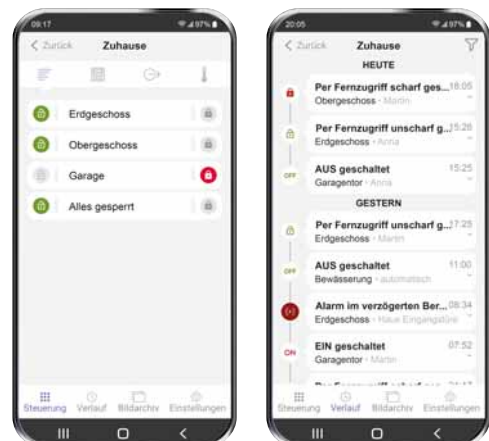 09:17
97%
Zurück Zuhause
Erdgeschoss
Obergeschoss
Garage
Alles gesperrt
Steuerung Verlauf Bildarchiv Einstellungen
20:05
97%
Zurück Zuhause
HEUTE
Per Fernzugriff scharf ges... 18:05
Obergeschoss • Martin
Per Fernzugriff unscharf g... 15:28
Erdgeschoss • Anna
OFF
AUS geschaltet 15:25
Garagentor • Anna
GESTERN
Per Fernzugriff unscharf g... 17:25
Erdgeschoss • Martin
OFF
AUS geschaltet 11:00
Bewässerung • automatisch
Alarm im verzögerten Ber... 08:34
Erdgeschoss • Haus Eingangstüre
ON
EIN geschaltet 07:52
Garagentor • Martin
Steuerung Verlauf Bildarchiv Einstellungen